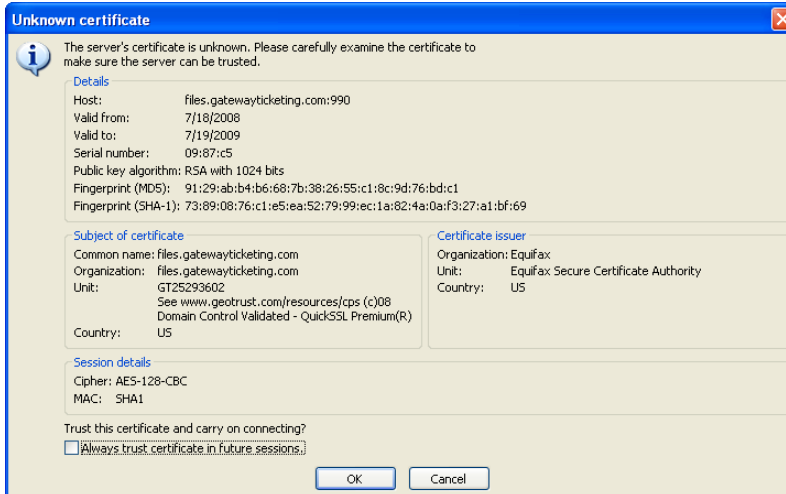 Unknown certificate
The server's certificate is unknown. Please carefully examine the certificate to
make sure the server can be trusted.
Details
Host: files.gatewayticketing.com:990
Valid from: 7/18/2008
Valid to: 7/19/2009
Serial number: 09:87:c5
Public key algorithm: RSA with 1024 bits
Fingerprint (MD5): 91:29:ab:b4:b6:68:7b:38:26:55:c1:8c:9d:76:bd:c1
Fingerprint (SHA-1): 73:89:08:76:c1:e5:ea:52:79:99:ec:1a:82:4a:0a:f3:27:a1:bf:69
Subject of certificate
Common name: files.gatewayticketing.com
Organization: files.gatewayticketing.com
Unit: GT25293602
See www.geotrust.com/resources/cps (c)08
Domain Control Validated - QuickSSL Premium(R)
Country: US
Certificate issuer
Organization: Equifax
Unit: Equifax Secure Certificate Authority
Country: US
Session details
Cipher: AES-128-CBC
MAC: SHA1
Trust this certificate and carry on connecting?
Always trust certificate in future sessions.
OK
Cancel